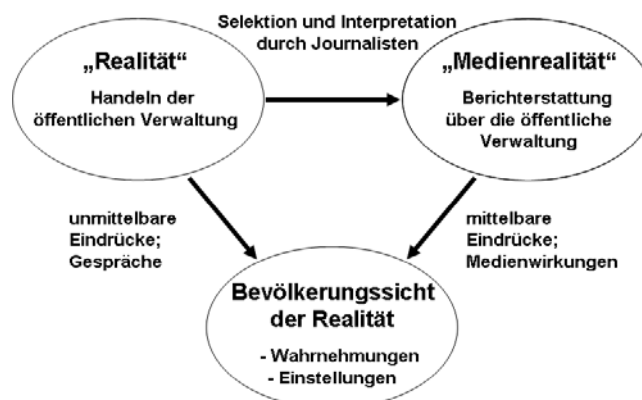 Selektion und Interpretation
durch Journalisten
„Realität“
Handeln der
öffentlichen Verwaltung
„Medienrealität“
Berichterstattung
über die öffentliche
Verwaltung
unmittelbare
Eindrücke;
Gespräche
mittelbare
Eindrücke;
Medienwirkungen
Bevölkerungssicht
der Realität
- Wahrnehmungen
- Einstellungen